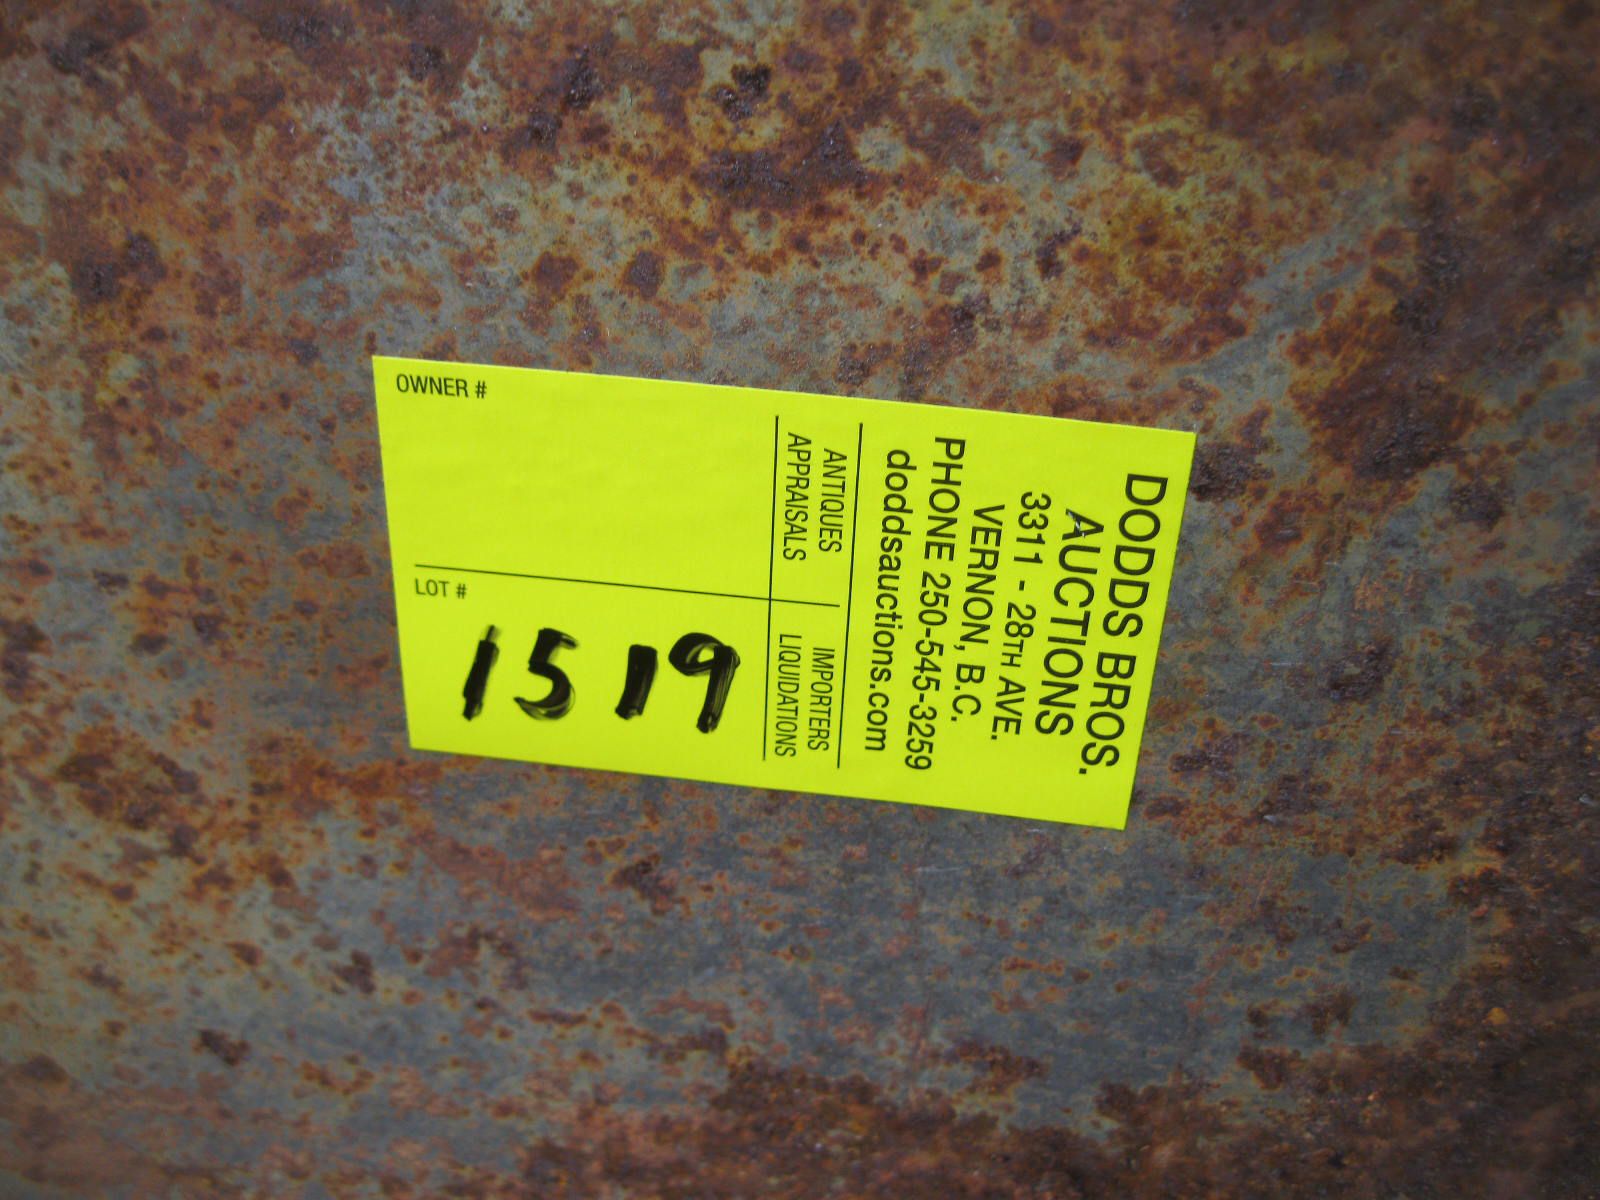 DODDS BROS.
AUCTIONS
3311 - 28TH AVE.
VERNON, B.C.
PHONE 250-545-3259
doddsauctions.com
ANTIQUES
APPRAISALS
IMPORTERS
LIQUIDATIONS
OWNER #
LOT #
1519